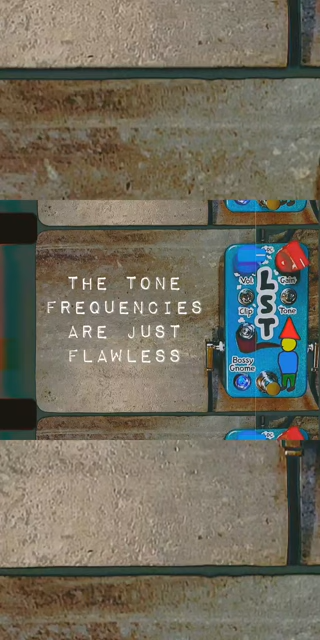 THE TONE
FREQUENCIES
ARE JUST
FLAWLESS
Vol
Gain
LST
Clip
Tone
Bossy
Gnome